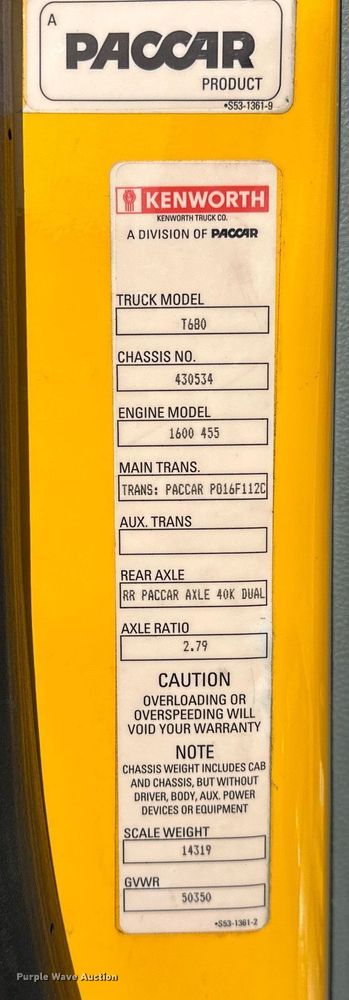 A
PACCAR
PRODUCT
•S53-1361-9
KENWORTH
KENWORTH TRUCK CO.
A DIVISION OF PACCAR
TRUCK MODEL
T680
CHASSIS NO.
430534
ENGINE MODEL
1600 455
MAIN TRANS.
TRANS: PACCAR PO16F112C
AUX. TRANS
REAR AXLE
RR PACCAR AXLE 40K DUAL
AXLE RATIO
2.79
CAUTION
OVERLOADING OR
OVERSPEEDING WILL
VOID YOUR WARRANTY
NOTE
CHASSIS WEIGHT INCLUDES CAB
AND CHASSIS, BUT WITHOUT
DRIVER, BODY, AUX. POWER
DEVICES OR EQUIPMENT
SCALE WEIGHT
14319
GVWR
50350
•S53-1361-2
Purple Wave Auction